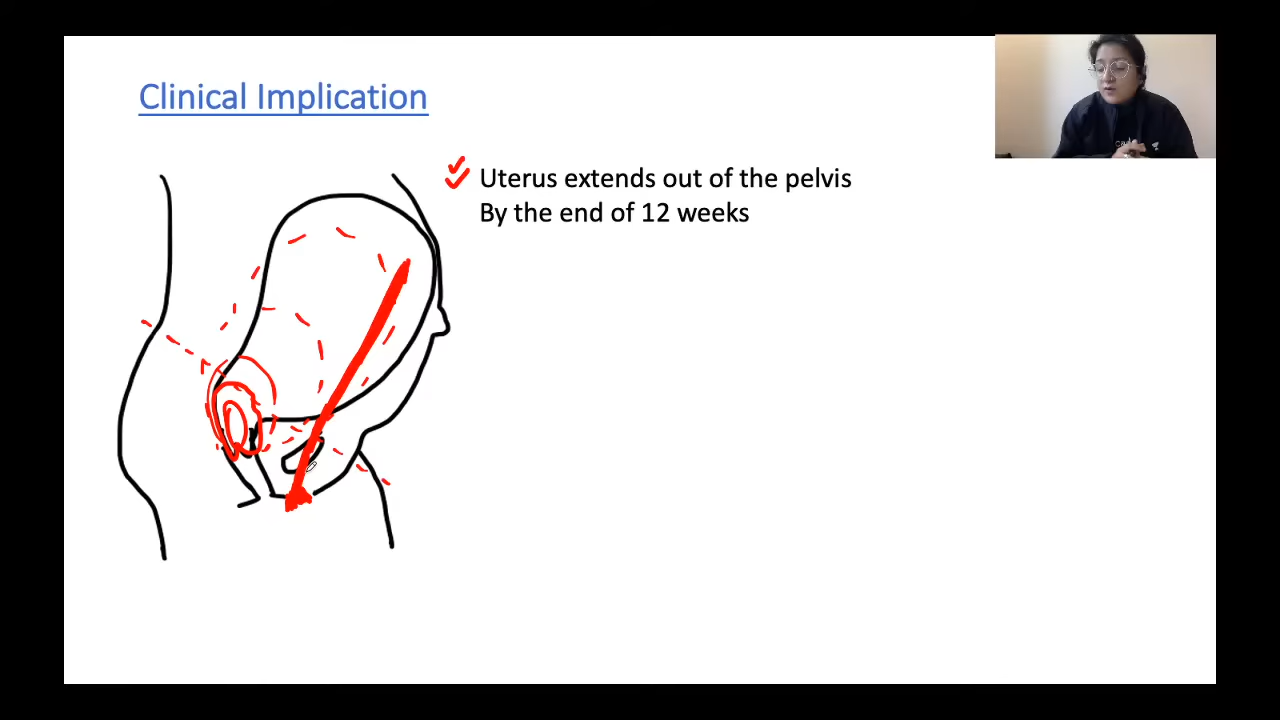 Clinical Implication
Uterus extends out of the pelvis
By the end of 12 weeks